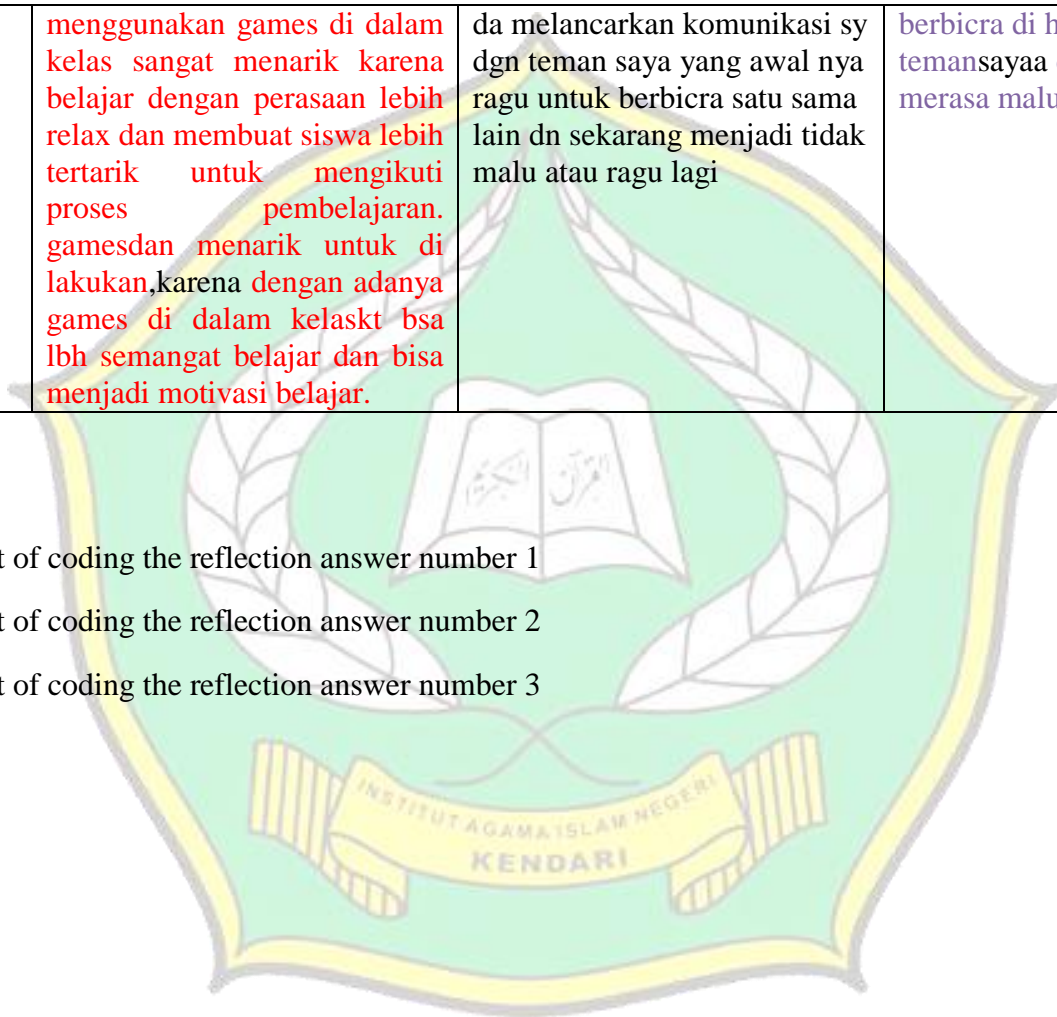 menggunakan games di dalam
kelas sangat menarik karena
belajar dengan perasaan lebih
relax dan membuat siswa lebih
tertarik untuk mengikuti
proses pembelajaran.
gamesdan menarik untuk di
lakukan,karena dengan adanya
games di dalam kelaskt bsa
lbh semangat belajar dan bisa
menjadi motivasi belajar.
da melancarkan komunikasi sy
dgn teman saya yang awal nya
ragu untuk berbicra satu sama
lain dn sekarang menjadi tidak
malu atau ragu lagi
berbicra di
temansayaa
merasa malu
القرآن الكريم
of coding the reflection answer number 1
of coding the reflection answer number 2
of coding the reflection answer number 3
INSTITUT AGAMA ISLAM NEGERI
KENDARI